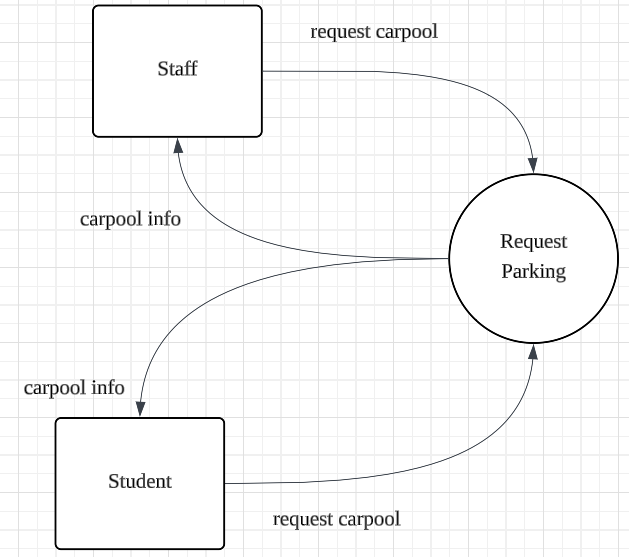 request carpool
Staff
carpool info
Request
Parking
carpool info
Student
request carpool